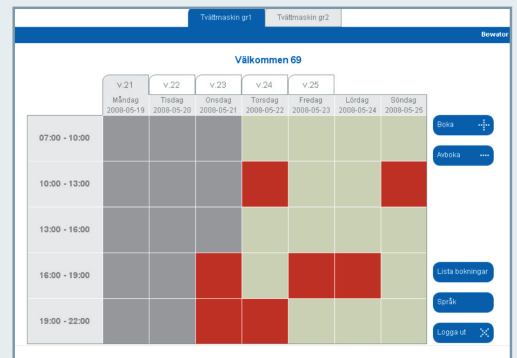 Tvättmaskin gr1 Tvättmaskin gr2
Bewator
Välkommen 69
v.21 v.22 v.23 v.24 v.25
Måndag Tisdag Onsdag Torsdag Fredag Lördag Söndag
2008-05-19 2008-05-20 2008-05-21 2008-05-22 2008-05-23 2008-05-24 2008-05-25
07:00 - 10:00
10:00 - 13:00
13:00 - 16:00
16:00 - 19:00
19:00 - 22:00
Boka
Avboka
Lista bokningar
Språk
Logga ut